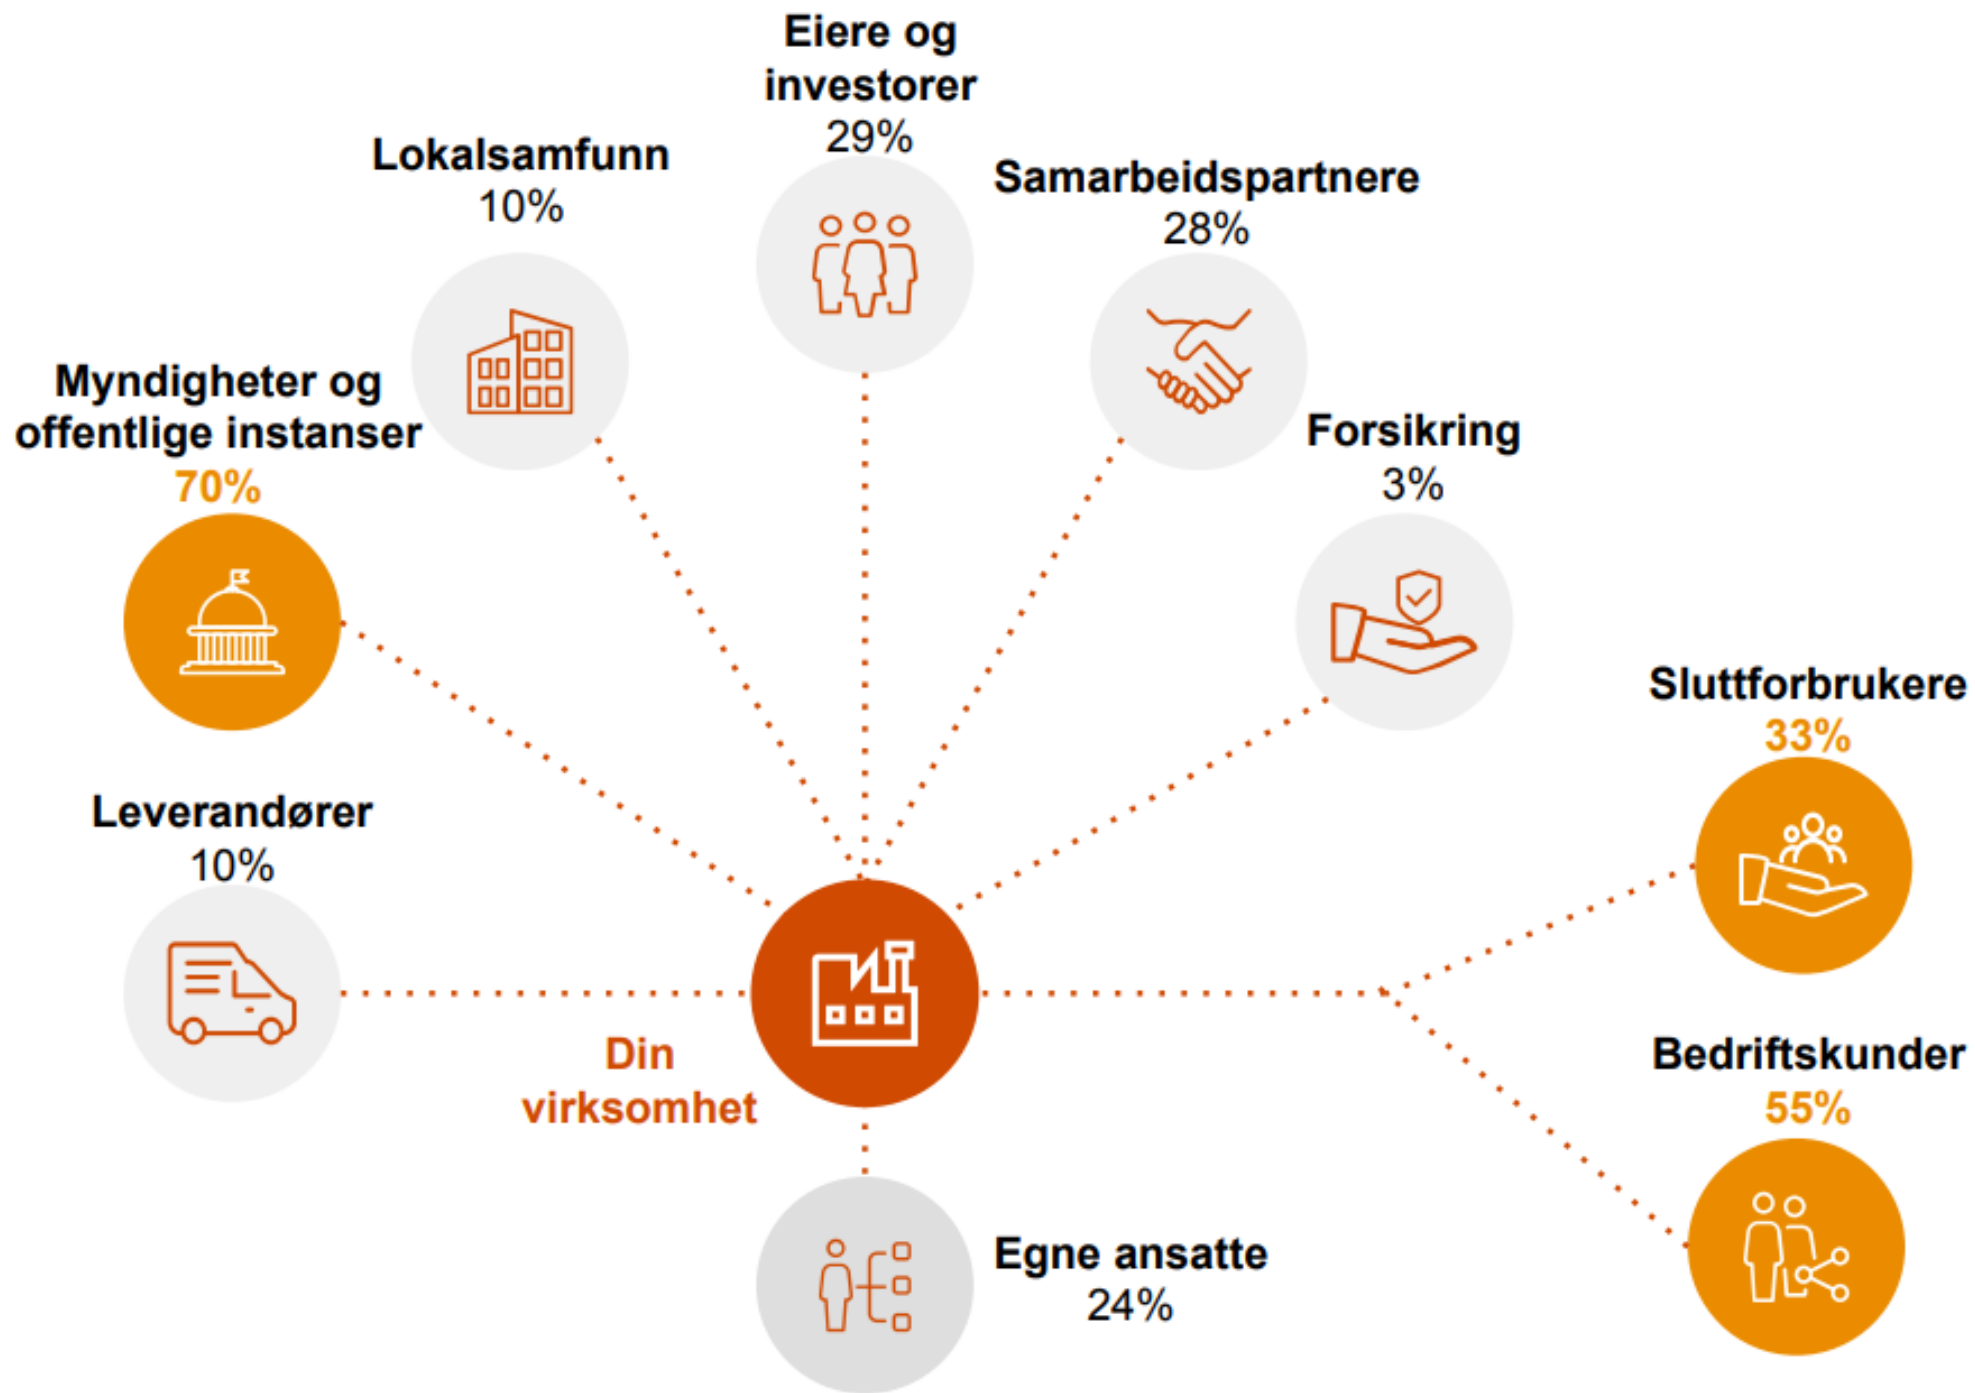 Eiere og
investorer
29%
Lokalsamfunn
10%
Samarbeidspartnere
28%
Myndigheter og
offentlige instanser
70%
Forsikring
3%
Sluttforbrukere
33%
Leverandører
10%
Din
virksomhet
Bedriftskunder
55%
Egne ansatte
24%